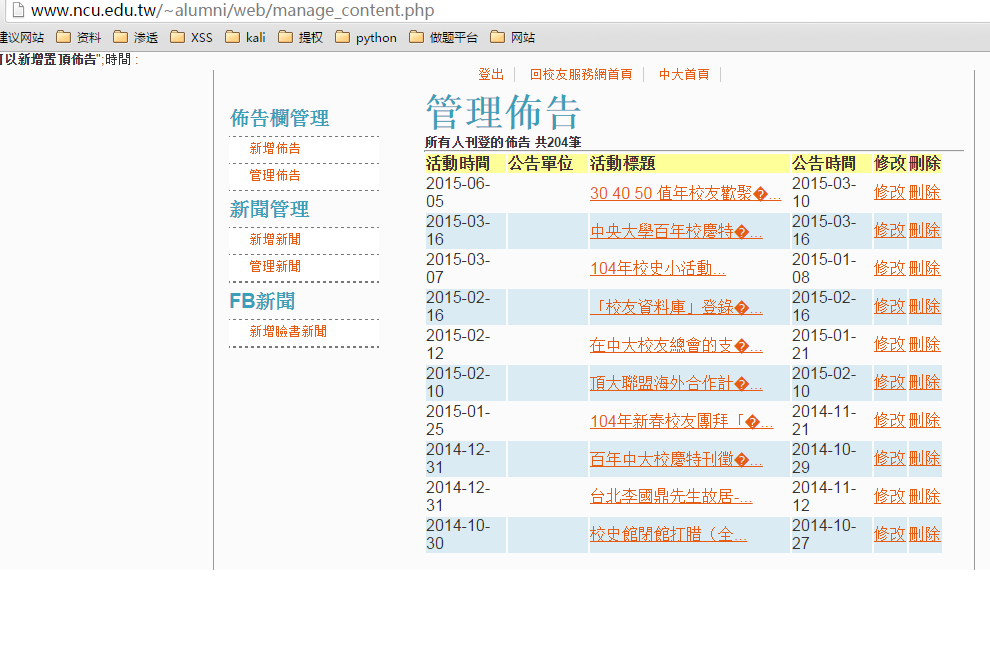 www.ncu.edu.tw/~alumni/web/manage_content.php
建议网站 资料 渗透 XSS kali 提权 python 做题平台 网站
可以新增置頂佈告";時間 :
登出 回校友服務網首頁 中大首頁
佈告欄管理
新增佈告
管理佈告
新聞管理
新增新聞
管理新聞
FB新聞
新增臉書新聞
管理佈告
所有人刊登的佈告 共204筆
活動時間 公告單位 活動標題 公告時間 修改 刪除
2015-06-05 30 40 50 值年校友歡聚�... 2015-03-10 修改 刪除
2015-03-16 中央大學百年校慶特�... 2015-03-16 修改 刪除
2015-03-07 104年校史小活動... 2015-01-08 修改 刪除
2015-02-16 「校友資料庫」登錄�... 2015-02-16 修改 刪除
2015-02-12 在中大校友總會的支�... 2015-01-21 修改 刪除
2015-02-10 頂大聯盟海外合作計�... 2015-02-10 修改 刪除
2015-01-25 104年新春校友團拜「�... 2014-11-21 修改 刪除
2014-12-31 百年中大校慶特刊徵�... 2014-10-29 修改 刪除
2014-12-31 台北李國鼎先生故居-... 2014-11-12 修改 刪除
2014-10-30 校史館閉館打腊（全... 2014-10-27 修改 刪除